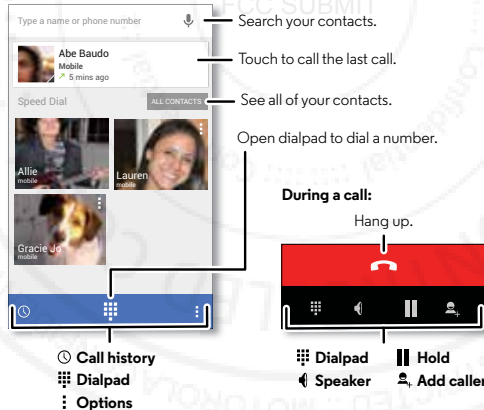 FCC SUBMIT
Type a name or phone number
Search your contacts.
Abe Baudo
Mobile
5 mins ago
Touch to call the last call.
Speed Dial
ALL CONTACTS
See all of your contacts.
Open dialpad to dial a number.
Allie
mobile
Lauren
mobile
Gracie Jo
mobile
During a call:
Hang up.
Call history
Dialpad
Options
Dialpad
Hold
Speaker
Add caller